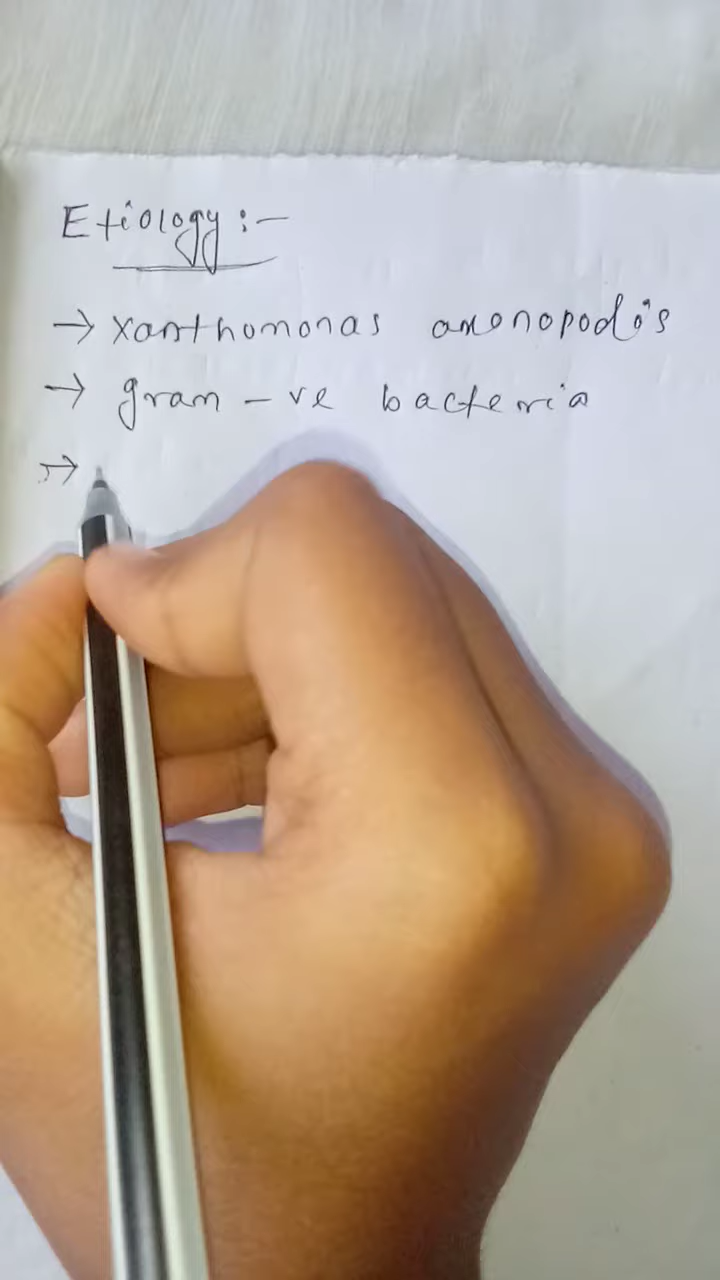 Etiology :-
→ Xanthomonas axonopodis
→ gram -ve bacteria
→